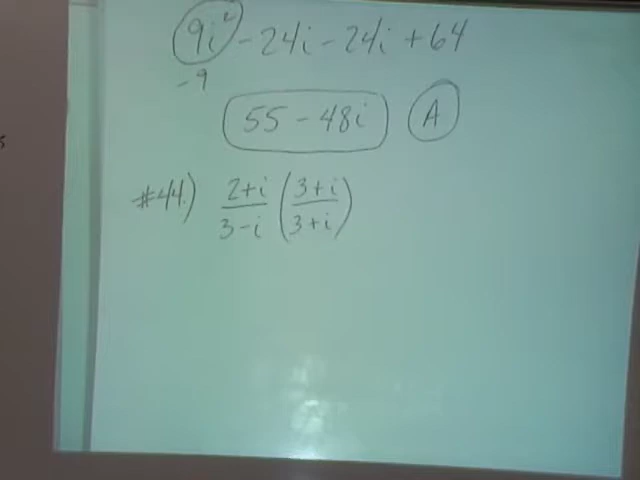 9i² - 24i - 24i + 64
-9
55 - 48i A
#44.) 2+i/3-i (3+i/3+i)